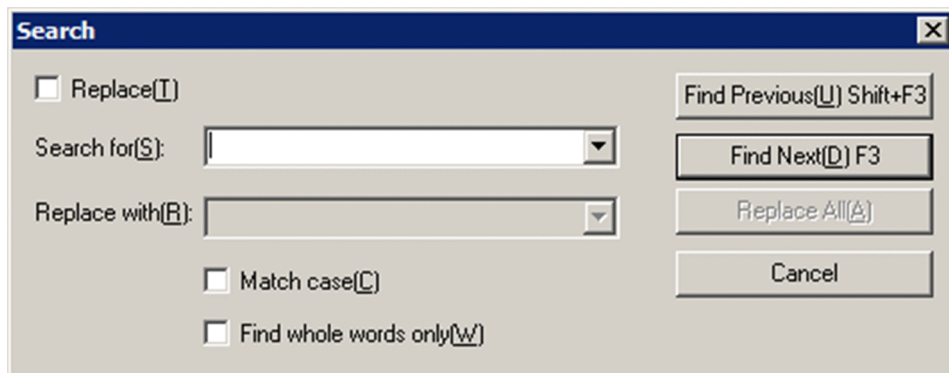 Search
Replace(T)
Find Previous(U) Shift+F3
Search for(S):
Find Next(D) F3
Replace with(R):
Replace All(A)
Match case(C)
Cancel
Find whole words only(W)